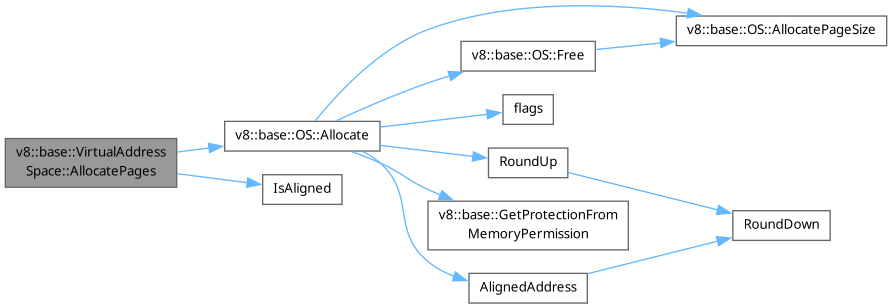 v8::base::VirtualAddress
Space::AllocatePages
v8::base::OS::Allocate
IsAligned
v8::base::OS::AllocatePageSize
v8::base::OS::Free
flags
RoundUp
v8::base::GetProtectionFrom
MemoryPermission
AlignedAddress
RoundDown